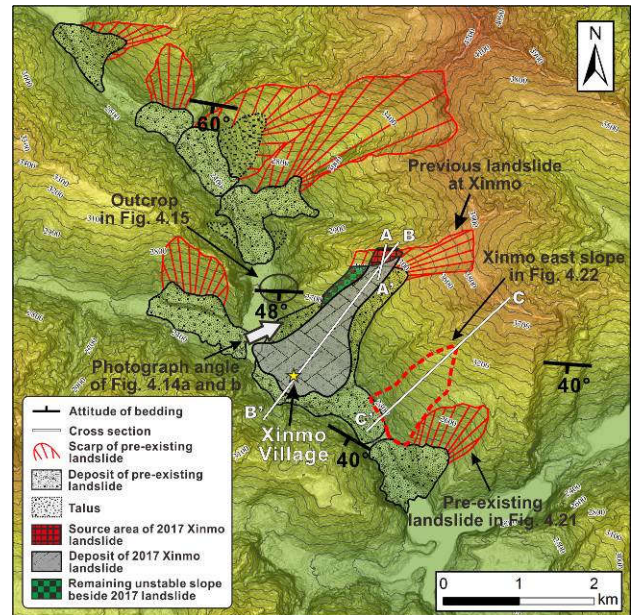 N
60°
Previous landslide
at Xinmo
Outcrop
in Fig. 4.15
A B
Xinmo east slope
in Fig. 4.22
A'
C
48°
Photograph angle
of Fig. 4.14a and b
40°
B'
C'
Xinmo
Village
40°
Pre-existing
landslide in Fig. 4.21
Attitude of bedding
Cross section
Scarp of pre-existing
landslide
Deposit of pre-existing
landslide
Talus
Source area of 2017 Xinmo
landslide
Deposit of 2017 Xinmo
landslide
Remaining unstable slope
beside 2017 landslide
0 1 2
km